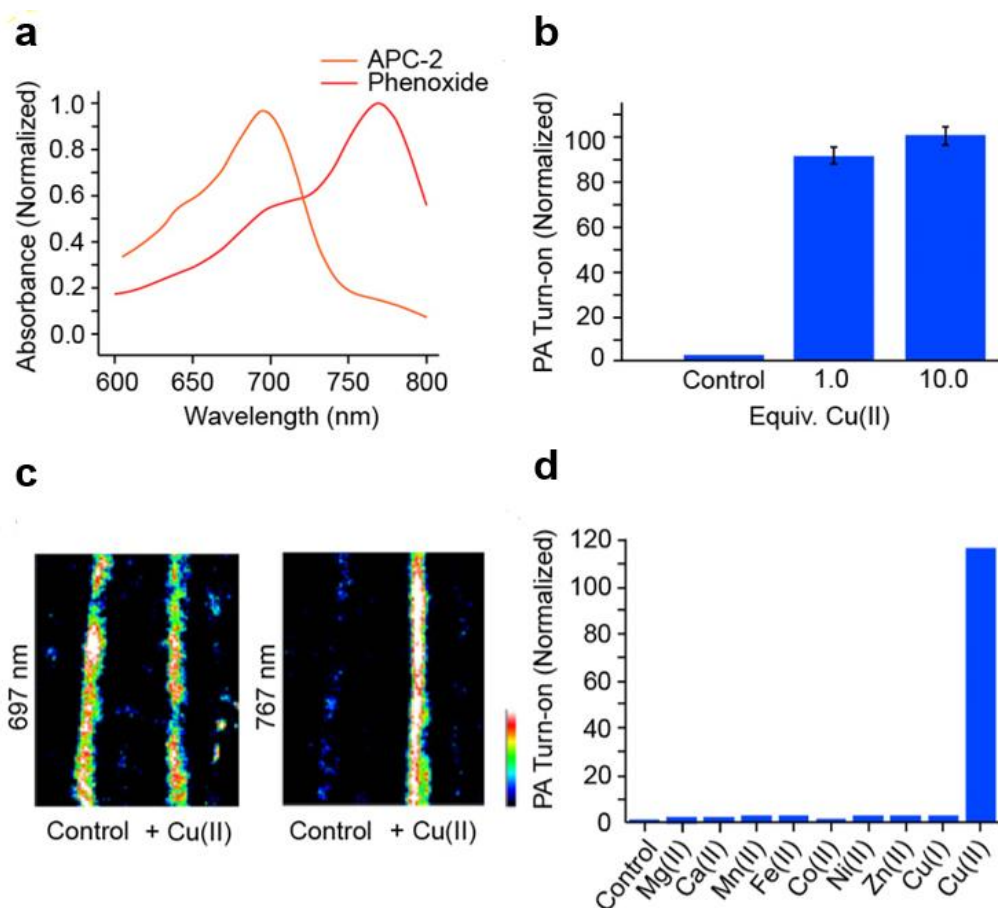 a
APC-2
Phenoxide
1.0
0.8
0.6
0.4
0.2
0.0
Absorbance (Normalized)
600 650 700 750 800
Wavelength (nm)
b
100
80
60
40
20
0
PA Turn-on (Normalized)
Control 1.0 10.0
Equiv. Cu(II)
c
697 nm
Control + Cu(II)
767 nm
Control + Cu(II)
d
120
100
80
60
40
20
0
PA Turn-on (Normalized)
Control Mg(II) Ca(II) Mn(II) Fe(II) Co(II) Ni(II) Zn(II) Cu(I) Cu(II)